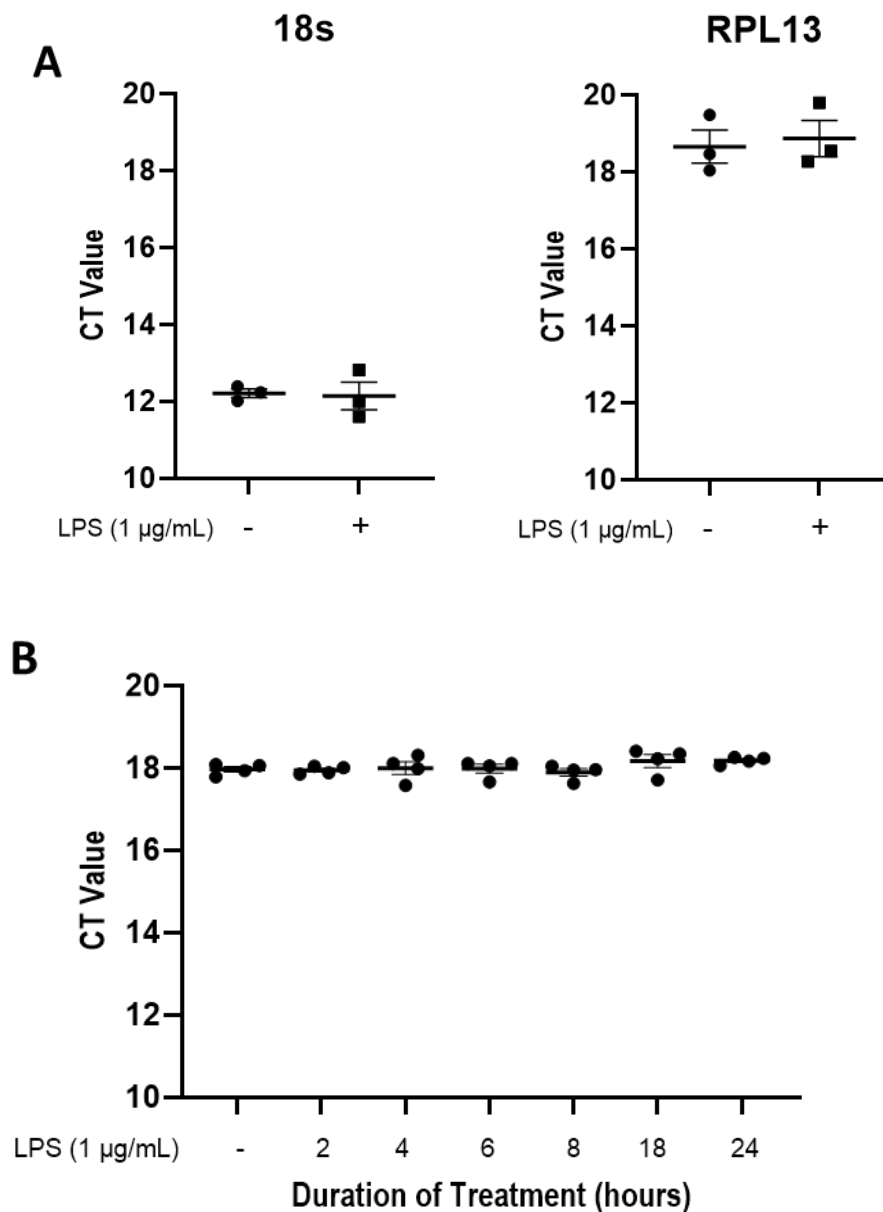 18s
RPL13
A
20
18
16
14
12
10
CT Value
LPS (1 µg/mL) - +
20
18
16
14
12
10
CT Value
LPS (1 µg/mL) - +
B
20
18
16
14
12
10
CT Value
LPS (1 µg/mL) - 2 4 6 8 18 24
Duration of Treatment (hours)